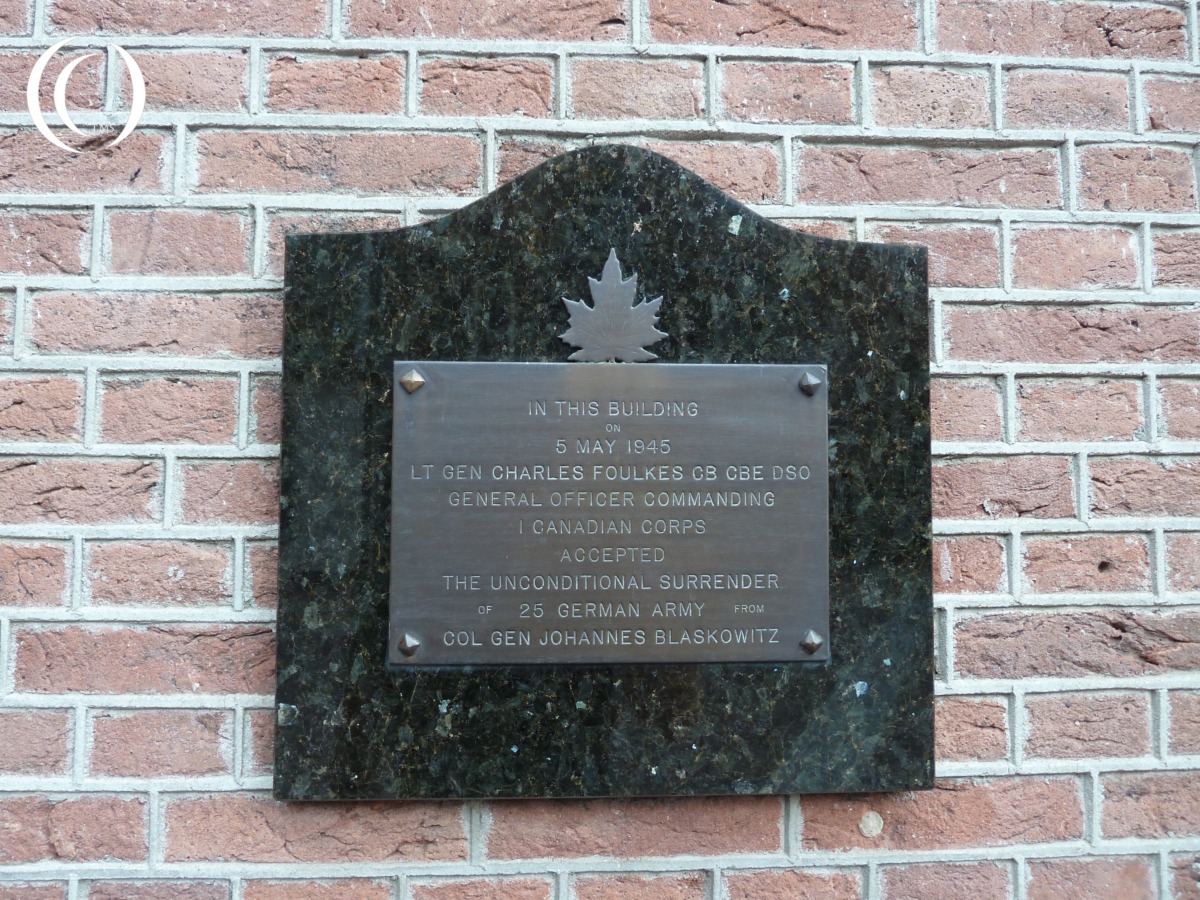 IN THIS BUILDING
ON
5 MAY 1945
LT GEN CHARLES FOULKES CB CBE DSO
GENERAL OFFICER COMMANDING
I CANADIAN CORPS
ACCEPTED
THE UNCONDITIONAL SURRENDER
OF 25 GERMAN ARMY FROM
COL GEN JOHANNES BLASKOWITZ